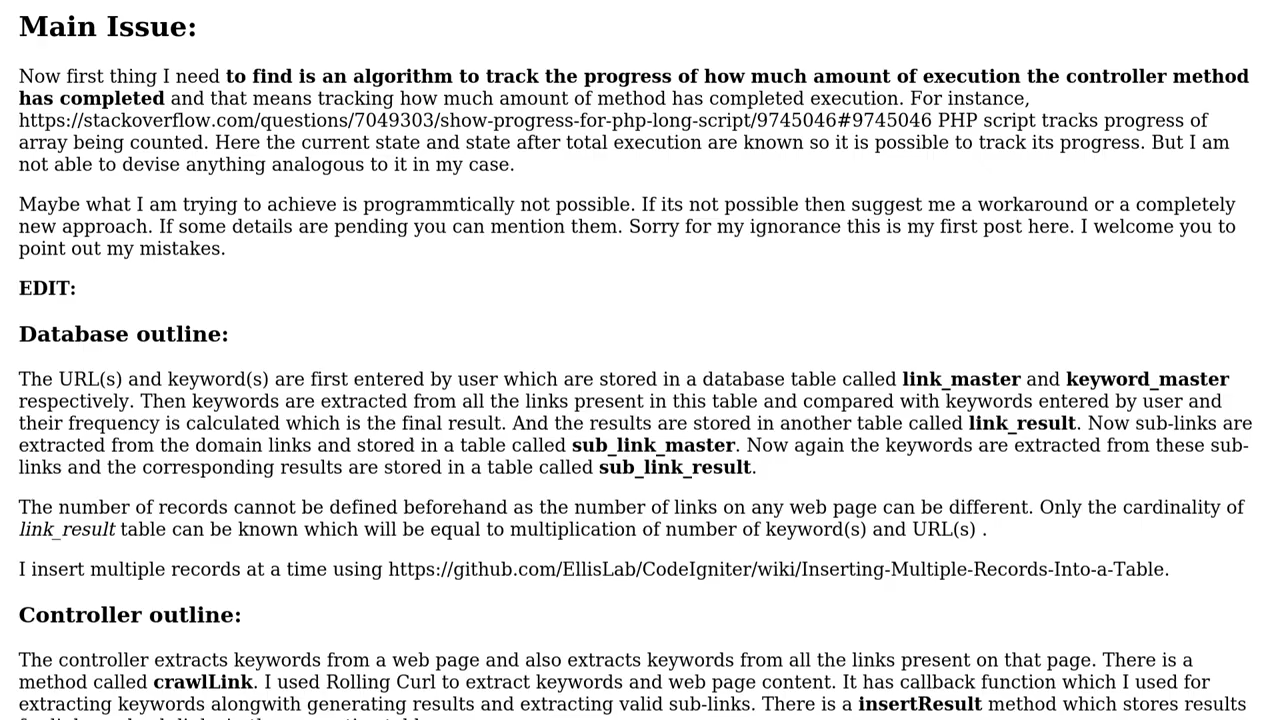 Main Issue:
Now first thing I need to find is an algorithm to track the progress of how much amount of execution the controller method
has completed and that means tracking how much amount of method has completed execution. For instance,
https://stackoverflow.com/questions/7049303/show-progress-for-php-long-script/9745046#9745046 PHP script tracks progress of
array being counted. Here the current state and state after total execution are known so it is possible to track its progress. But I am
not able to devise anything analogous to it in my case.
Maybe what I am trying to achieve is programmtically not possible. If its not possible then suggest me a workaround or a completely
new approach. If some details are pending you can mention them. Sorry for my ignorance this is my first post here. I welcome you to
point out my mistakes.
EDIT:
Database outline:
The URL(s) and keyword(s) are first entered by user which are stored in a database table called link_master and keyword_master
respectively. Then keywords are extracted from all the links present in this table and compared with keywords entered by user and
their frequency is calculated which is the final result. And the results are stored in another table called link_result. Now sub-links are
extracted from the domain links and stored in a table called sub_link_master. Now again the keywords are extracted from these sub-
links and the corresponding results are stored in a table called sub_link_result.
The number of records cannot be defined beforehand as the number of links on any web page can be different. Only the cardinality of
link_result table can be known which will be equal to multiplication of number of keyword(s) and URL(s) .
I insert multiple records at a time using https://github.com/EllisLab/CodeIgniter/wiki/Inserting-Multiple-Records-Into-a-Table.
Controller outline:
The controller extracts keywords from a web page and also extracts keywords from all the links present on that page. There is a
method called crawlLink. I used Rolling Curl to extract keywords and web page content. It has callback function which I used for
extracting keywords alongwith generating results and extracting valid sub-links. There is a insertResult method which stores results